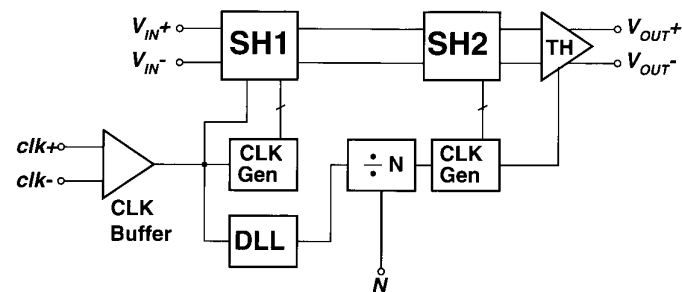 V_IN+
SH1
SH2
TH
V_OUT+
V_IN-
V_OUT-
clk+
clk-
CLK
Buffer
CLK
Gen
÷ N
CLK
Gen
DLL
N